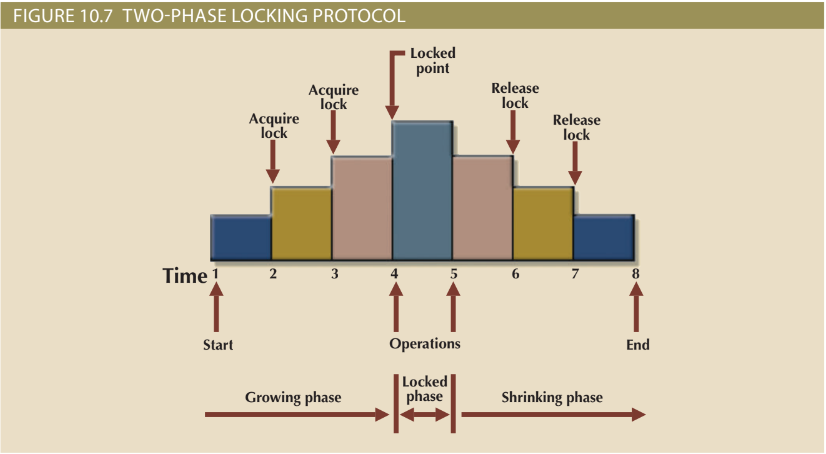 FIGURE 10.7 TWO-PHASE LOCKING PROTOCOL
Locked
point
Acquire
lock
Acquire
lock
Release
lock
Release
lock
Time 1 2 3 4 5 6 7 8
Start
Operations
End
Growing phase
Locked
phase
Shrinking phase